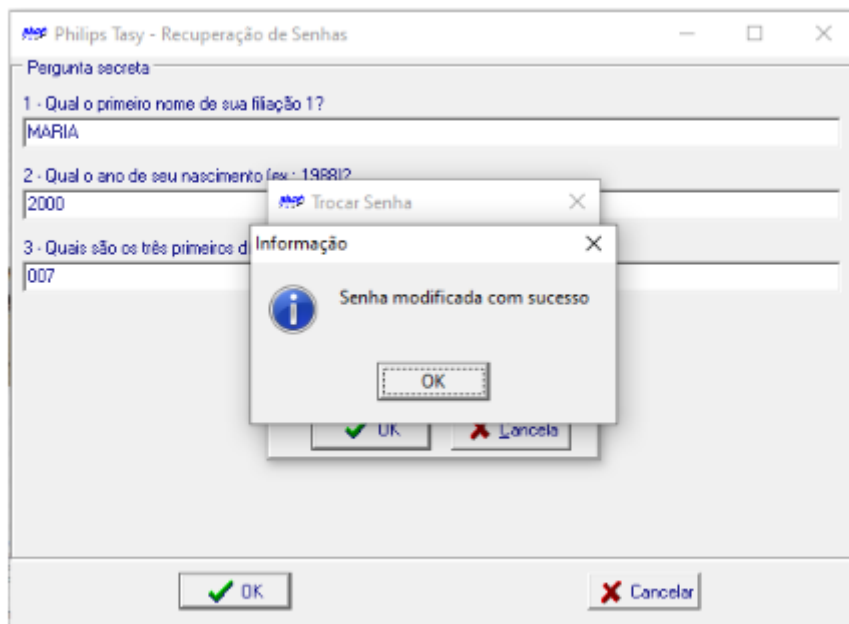 Philips Tasy - Recuperação de Senhas
Pergunta secreta
1 - Qual o primeiro nome de sua filiação 1?
MARIA
2 - Qual o ano de seu nascimento (ex.: 1988)?
2000
Trocar Senha
3 - Quais são os três primeiros d
Informação
007
Senha modificada com sucesso
OK
OK
Cancela
OK
Cancelar